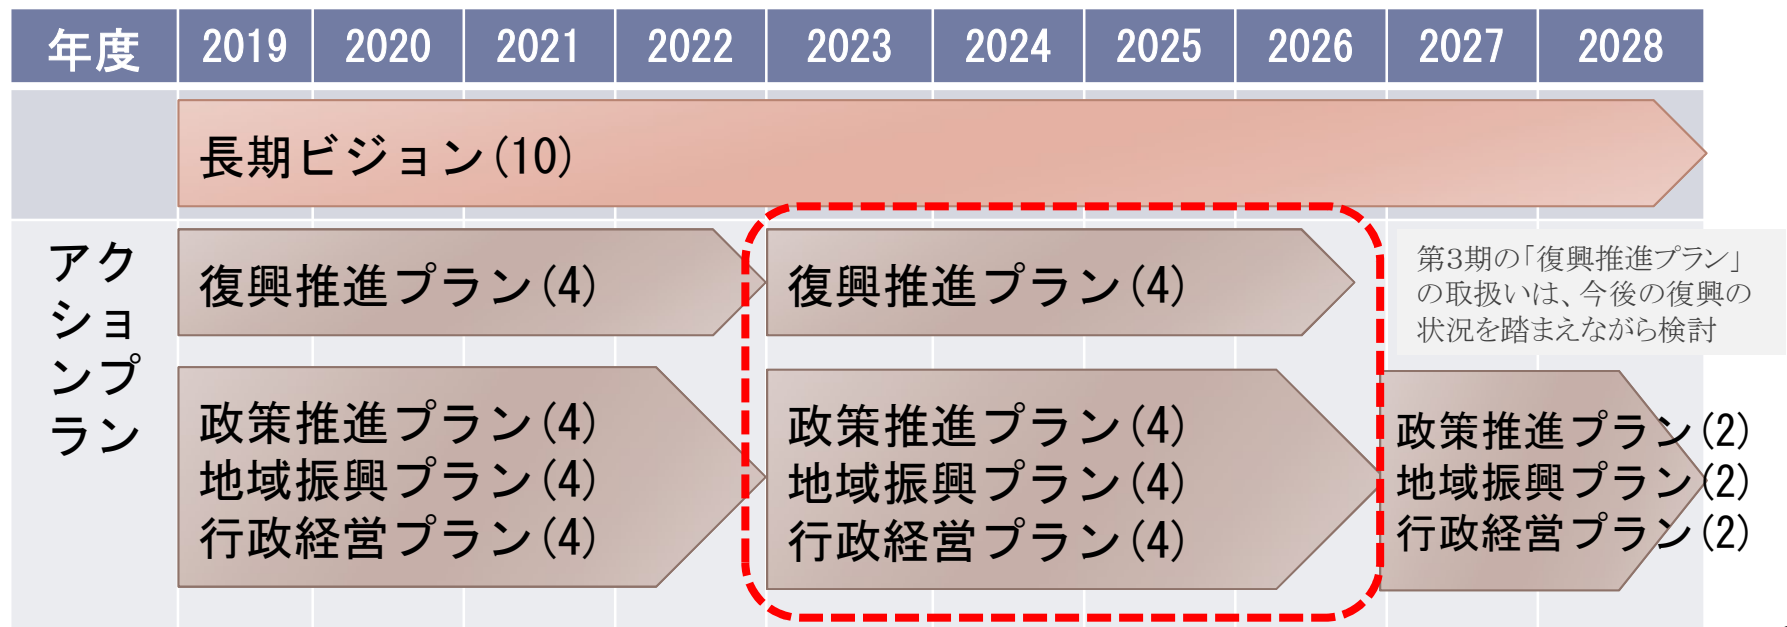 年度 2019 2020 2021 2022 2023 2024 2025 2026 2027 2028
長期ビジョン(10)
アク
ショ
ンプ
ラン
復興推進プラン(4)
政策推進プラン(4)
地域振興プラン(4)
行政経営プラン(4)
復興推進プラン(4)
政策推進プラン(4)
地域振興プラン(4)
行政経営プラン(4)
第3期の「復興推進プラン」
の取扱いは、今後の復興の
状況を踏まえながら検討
政策推進プラン(2)
地域振興プラン(2)
行政経営プラン(2)